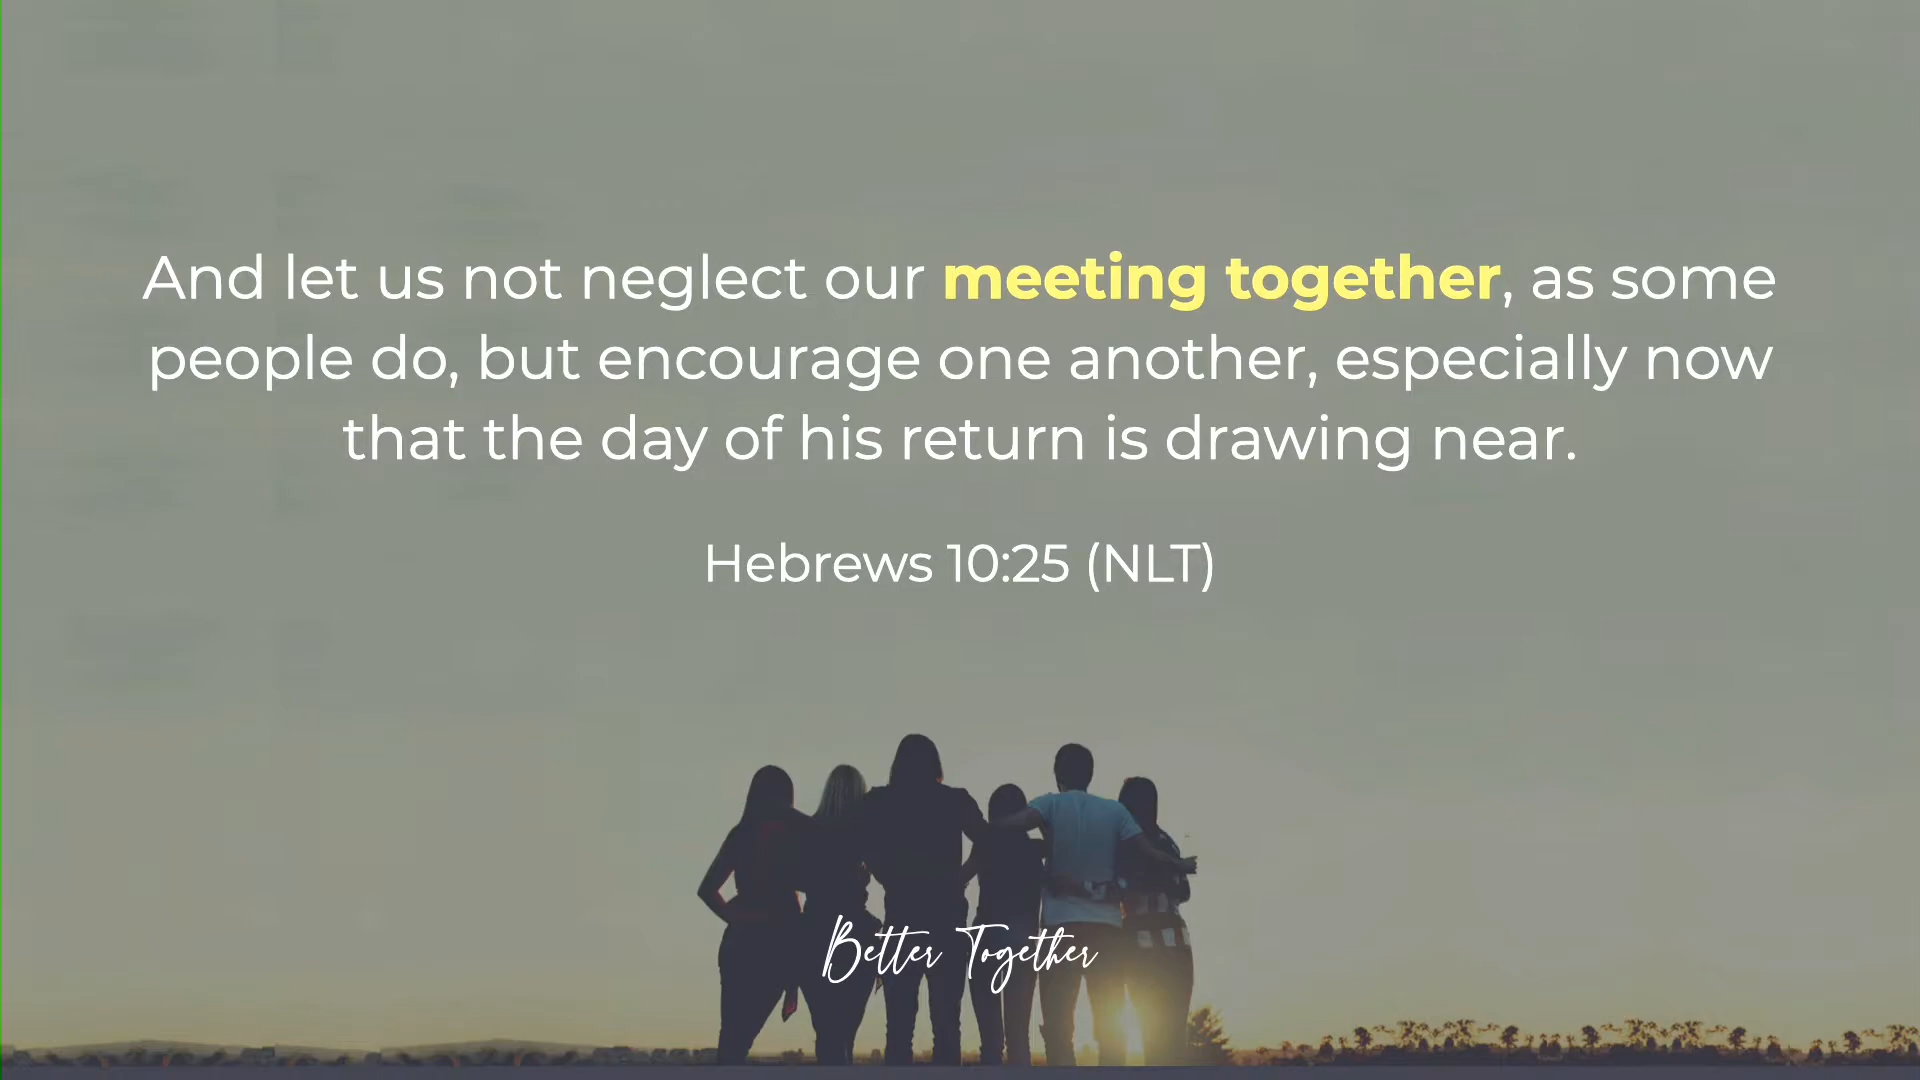 And let us not neglect our meeting together, as some
people do, but encourage one another, especially now
that the day of his return is drawing near.
Hebrews 10:25 (NLT)
Better Together